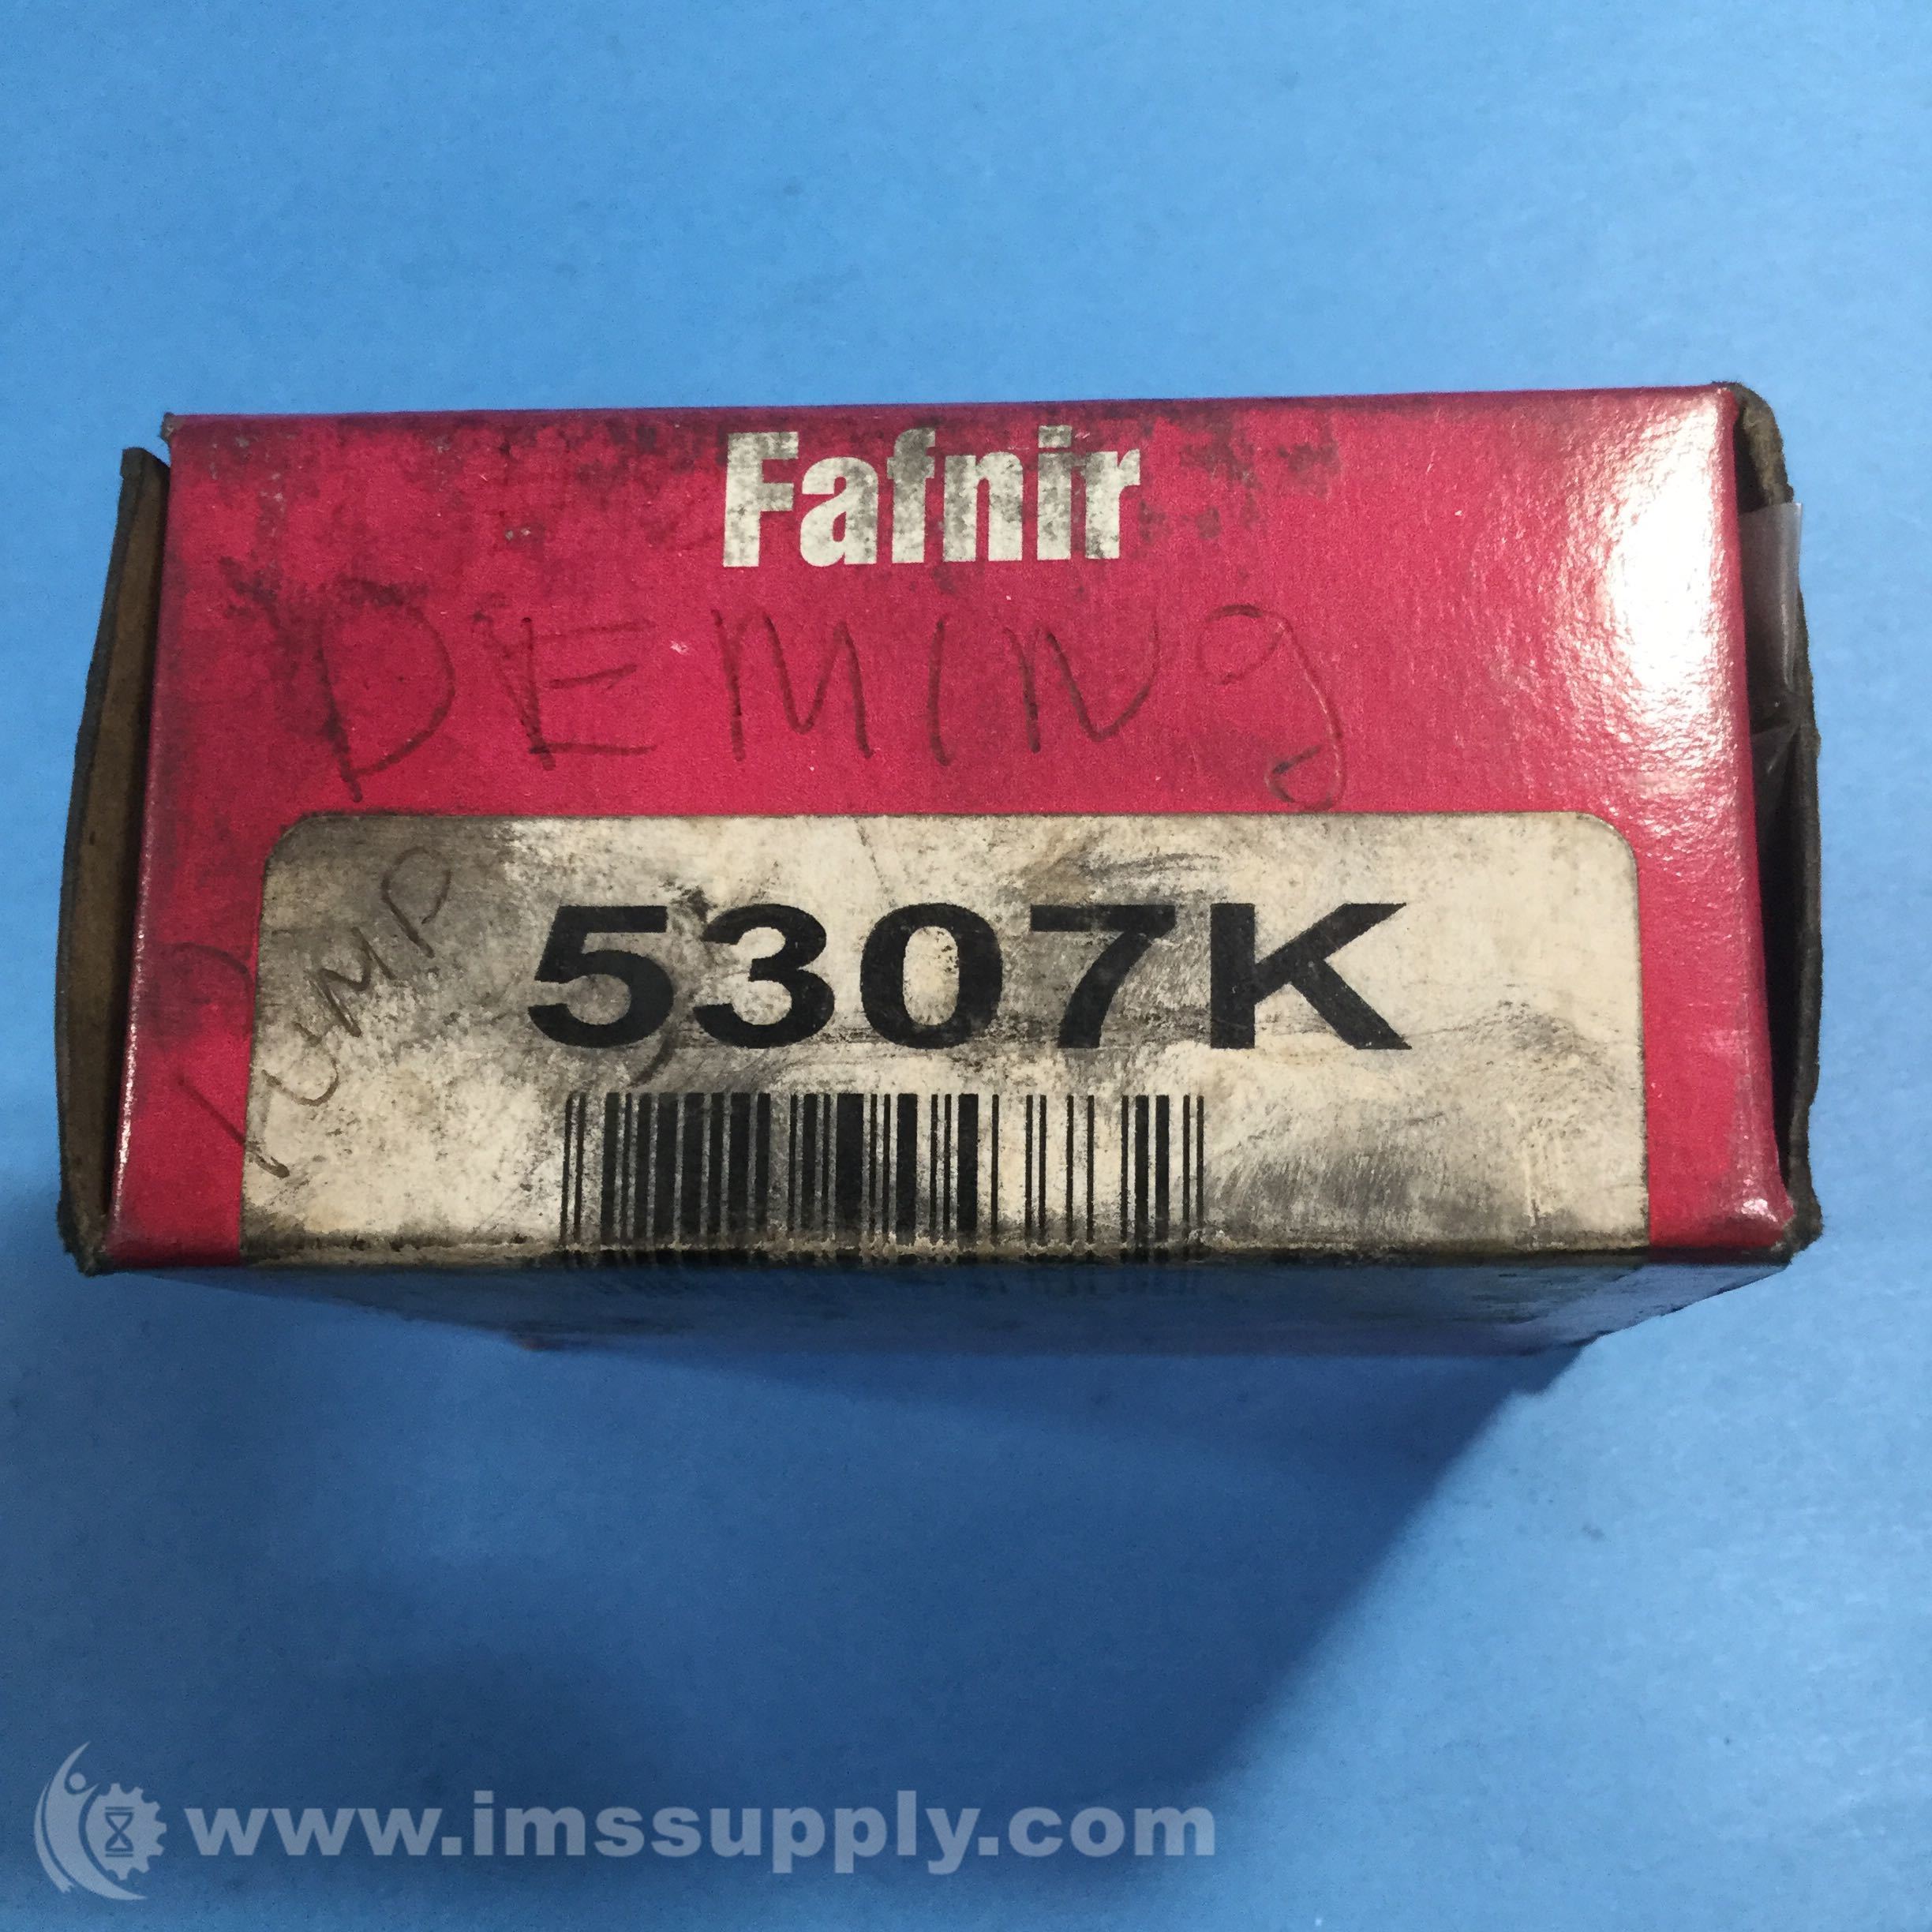 Fafnir
DEMINg
PUMP
5307K
www.imssupply.com